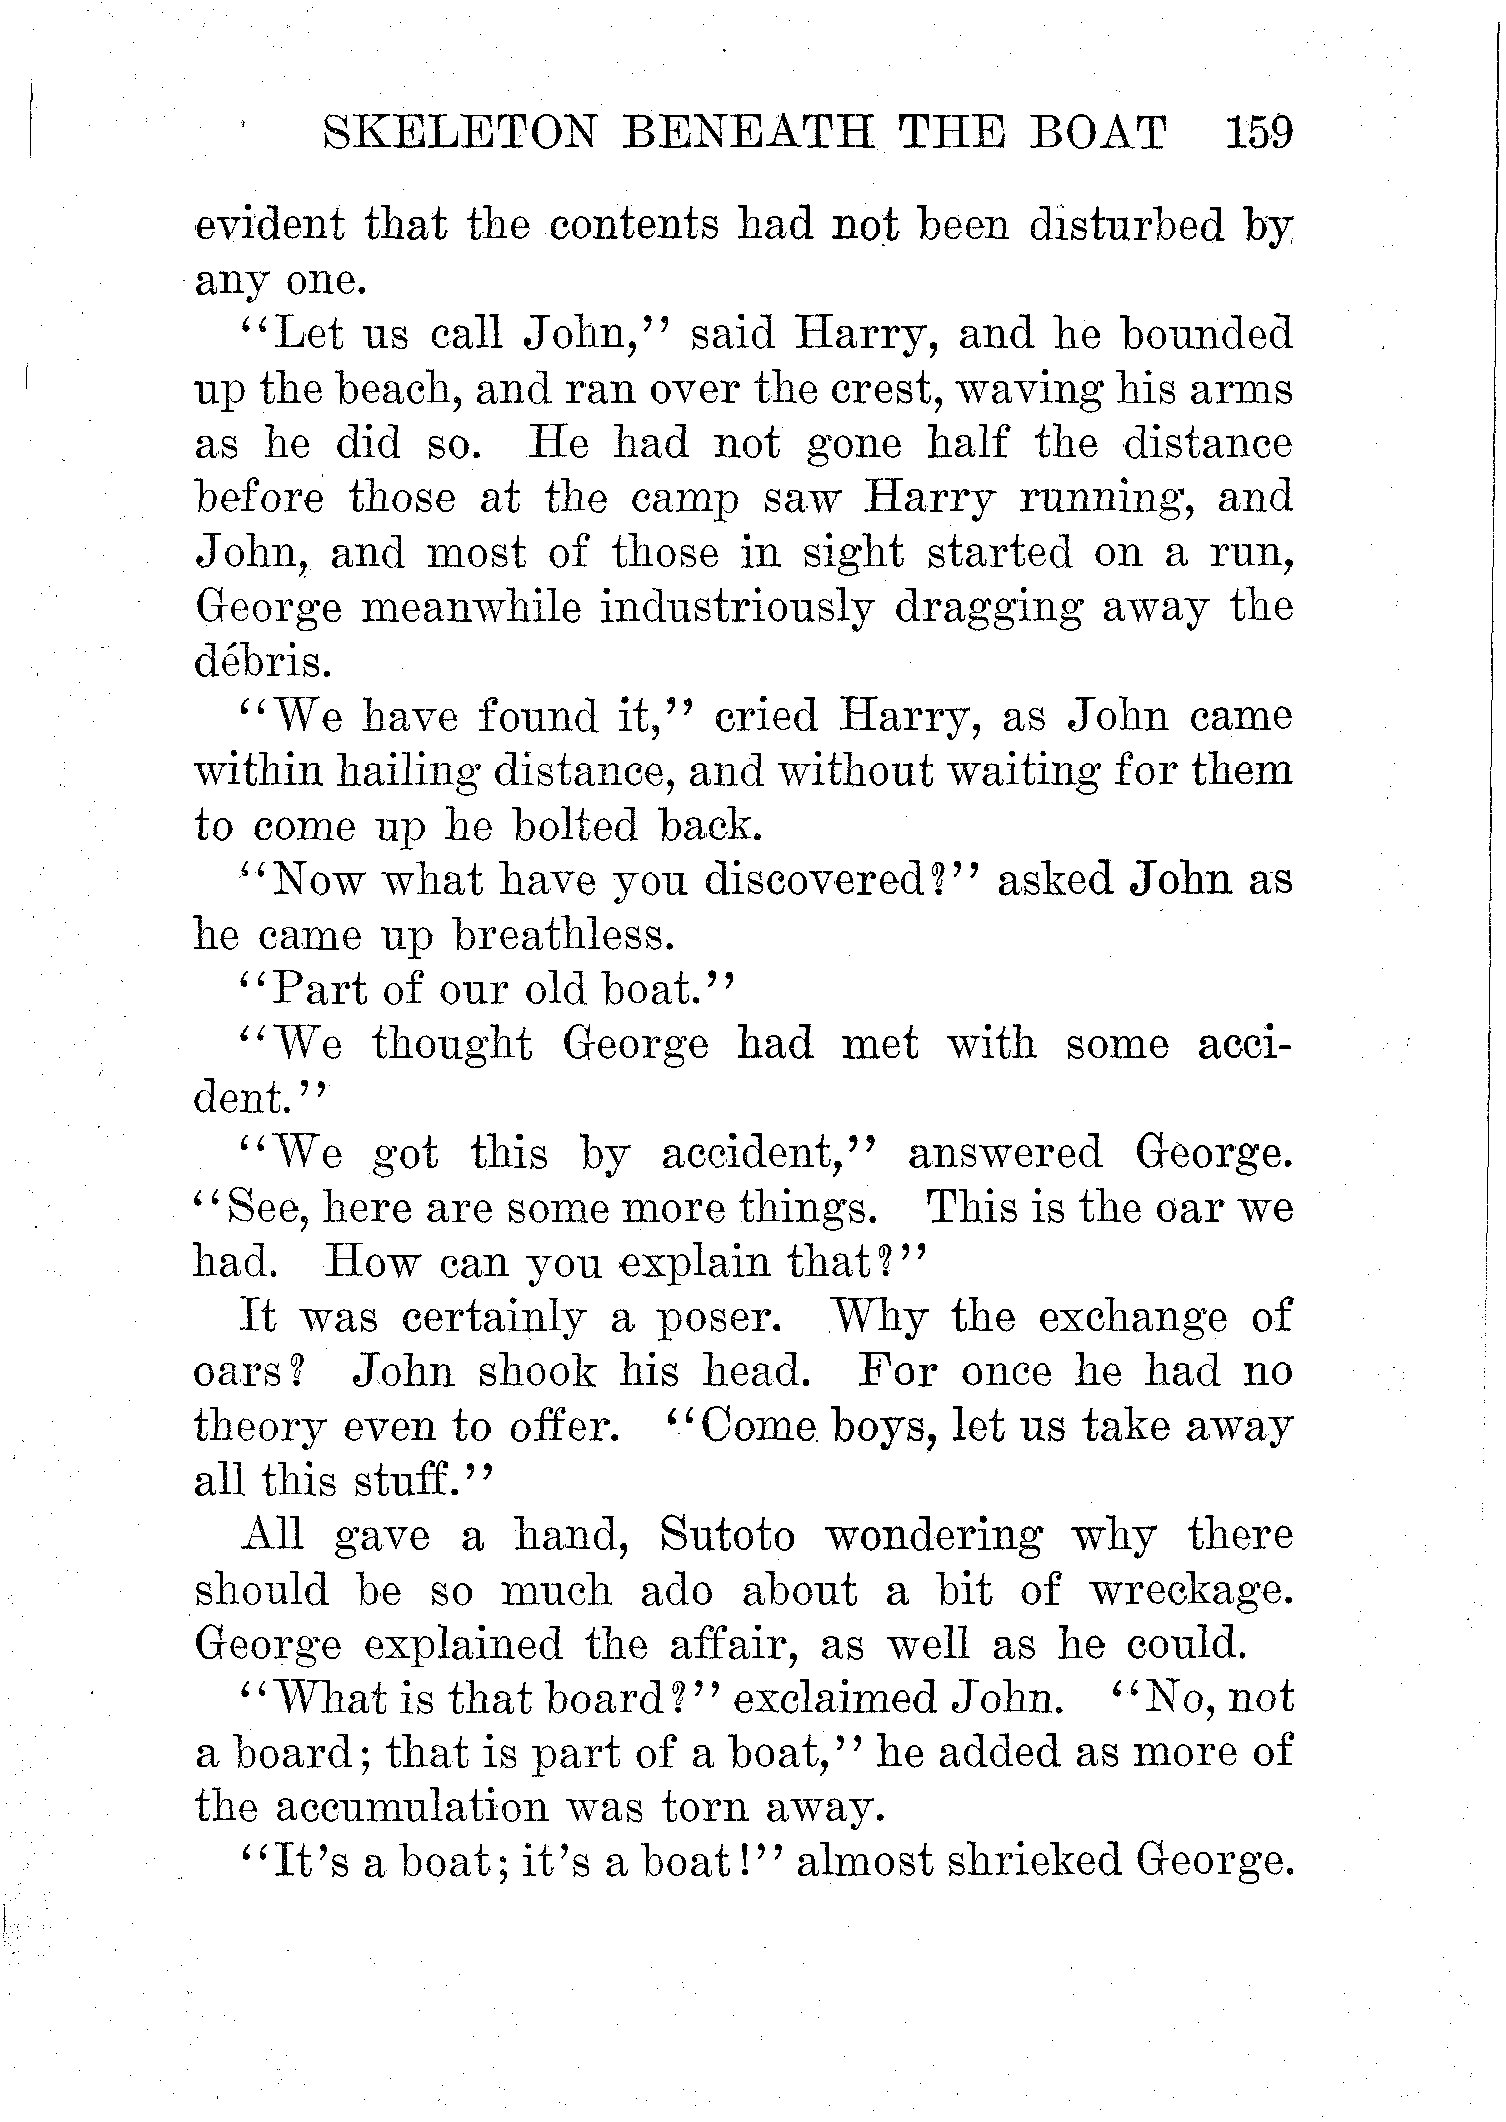 SKELETON BENEATH THE BOAT 159
evident that the contents had not been disturbed by
any one.
"Let us call John," said Harry, and he bounded
up the beach, and ran over the crest, waving his arms
as he did so. He had not gone half the distance
before those at the camp saw Harry running, and
John, and most of those in sight started on a run,
George meanwhile industriously dragging away the
débris.
"We have found it," cried Harry, as John came
within hailing distance, and without waiting for them
to come up he bolted back.
"Now what have you discovered?" asked John as
he came up breathless.
"Part of our old boat."
"We thought George had met with some acci-
dent."
"We got this by accident," answered George.
"See, here are some more things. This is the oar we
had. How can you explain that?"
It was certainly a poser. Why the exchange of
oars? John shook his head. For once he had no
theory even to offer. "Come boys, let us take away
all this stuff."
All gave a hand, Sutoto wondering why there
should be so much ado about a bit of wreckage.
George explained the affair, as well as he could.
"What is that board?" exclaimed John. "No, not
a board; that is part of a boat," he added as more of
the accumulation was torn away.
"It's a boat; it's a boat!" almost shrieked George.